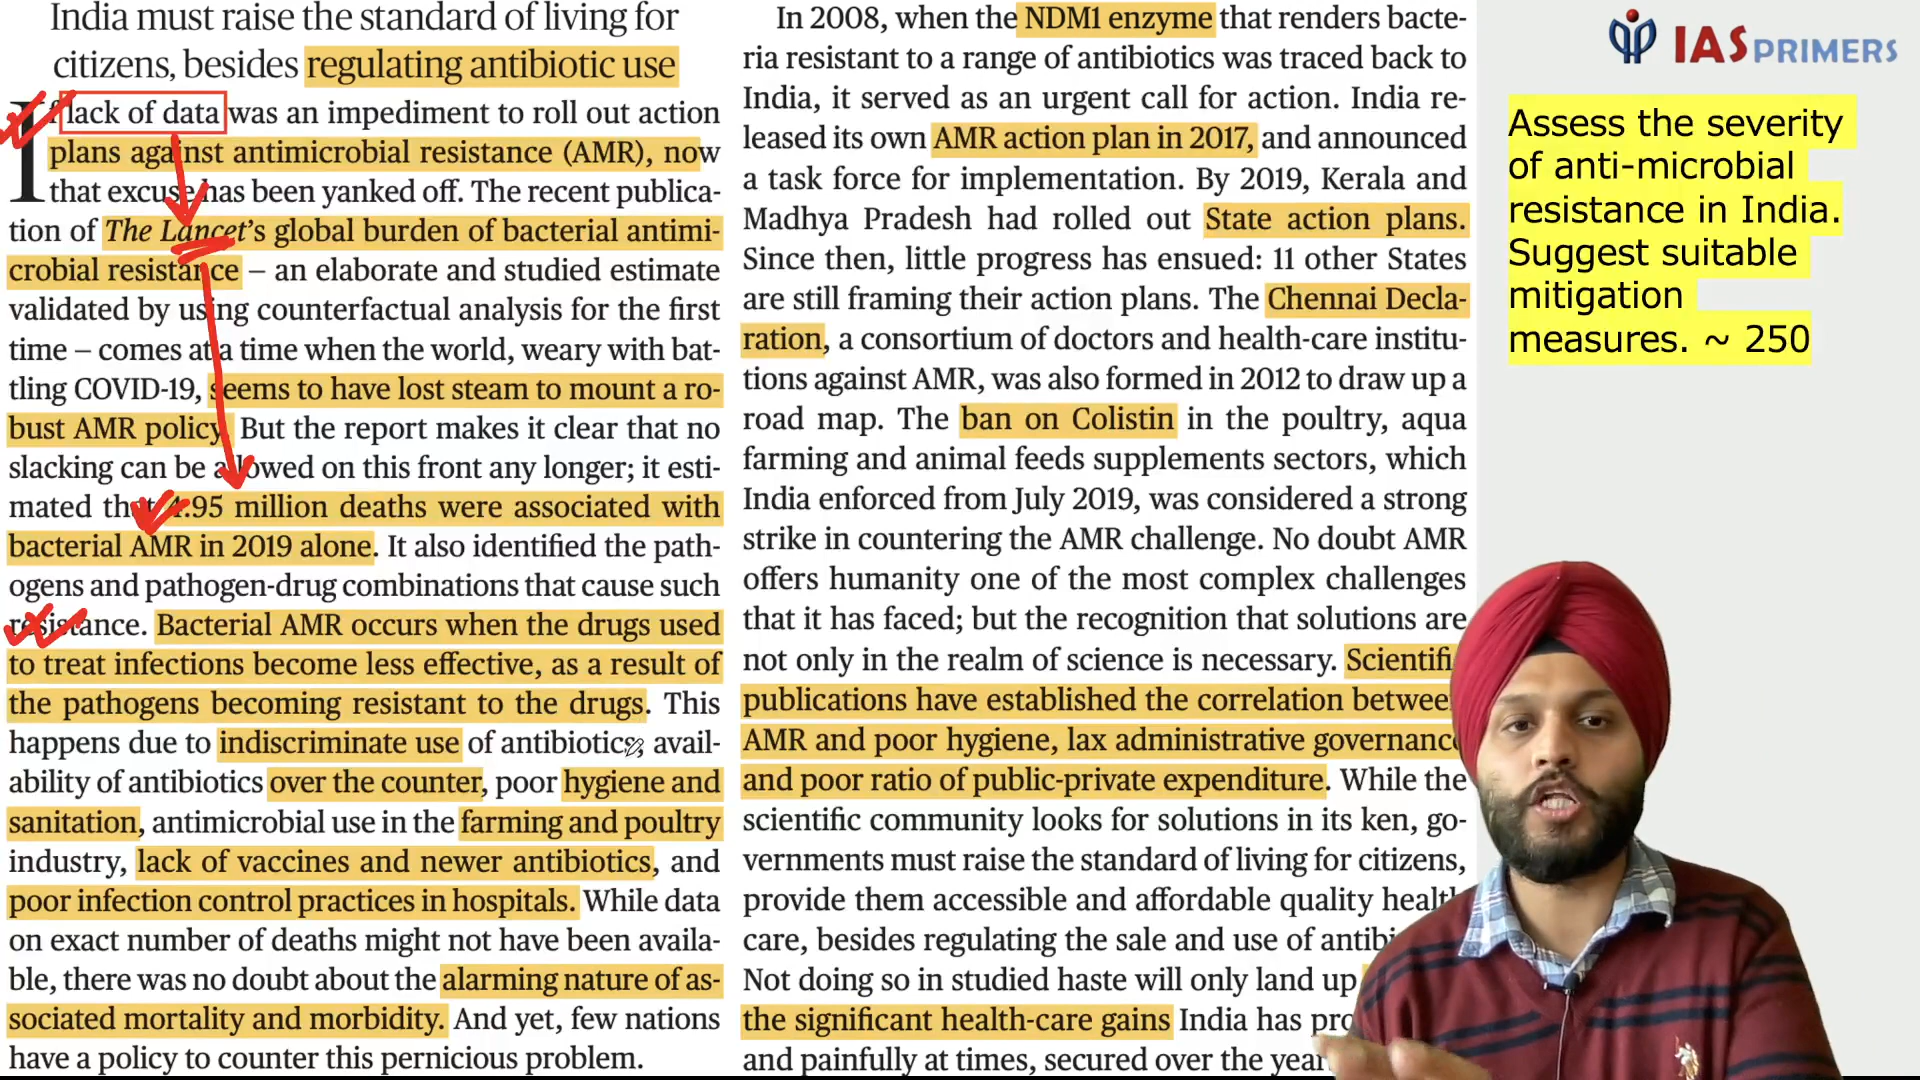 India must raise the standard of living for
citizens, besides regulating antibiotic use
If lack of data was an impediment to roll out action
plans against antimicrobial resistance (AMR), now
that excuse has been yanked off. The recent publica-
tion of The Lancet's global burden of bacterial antimi-
crobial resistance – an elaborate and studied estimate
validated by using counterfactual analysis for the first
time – comes at a time when the world, weary with bat-
tling COVID-19, seems to have lost steam to mount a ro-
bust AMR policy. But the report makes it clear that no
slacking can be allowed on this front any longer; it esti-
mated that 4.95 million deaths were associated with
bacterial AMR in 2019 alone. It also identified the path-
ogens and pathogen-drug combinations that cause such
resistance. Bacterial AMR occurs when the drugs used
to treat infections become less effective, as a result of
the pathogens becoming resistant to the drugs. This
happens due to indiscriminate use of antibiotics, avail-
ability of antibiotics over the counter, poor hygiene and
sanitation, antimicrobial use in the farming and poultry
industry, lack of vaccines and newer antibiotics, and
poor infection control practices in hospitals. While data
on exact number of deaths might not have been availa-
ble, there was no doubt about the alarming nature of as-
sociated mortality and morbidity. And yet, few nations
have a policy to counter this pernicious problem.
In 2008, when the NDM1 enzyme that renders bacte-
ria resistant to a range of antibiotics was traced back to
India, it served as an urgent call for action. India re-
leased its own AMR action plan in 2017, and announced
a task force for implementation. By 2019, Kerala and
Madhya Pradesh had rolled out State action plans.
Since then, little progress has ensued: 11 other States
are still framing their action plans. The Chennai Decla-
ration, a consortium of doctors and health-care institu-
tions against AMR, was also formed in 2012 to draw up a
road map. The ban on Colistin in the poultry, aqua
farming and animal feeds supplements sectors, which
India enforced from July 2019, was considered a strong
strike in countering the AMR challenge. No doubt AMR
offers humanity one of the most complex challenges
that it has faced; but the recognition that solutions are
not only in the realm of science is necessary. Scientifi
publications have established the correlation betwee
AMR and poor hygiene, lax administrative governanc
and poor ratio of public-private expenditure. While the
scientific community looks for solutions in its ken, go-
vernments must raise the standard of living for citizens,
provide them accessible and affordable quality healt
care, besides regulating the sale and use of antibi
Not doing so in studied haste will only land up
the significant health-care gains India has pr
and painfully at times, secured over the year
IAS PRIMERS
Assess the severity
of anti-microbial
resistance in India.
Suggest suitable
mitigation
measures. ~ 250